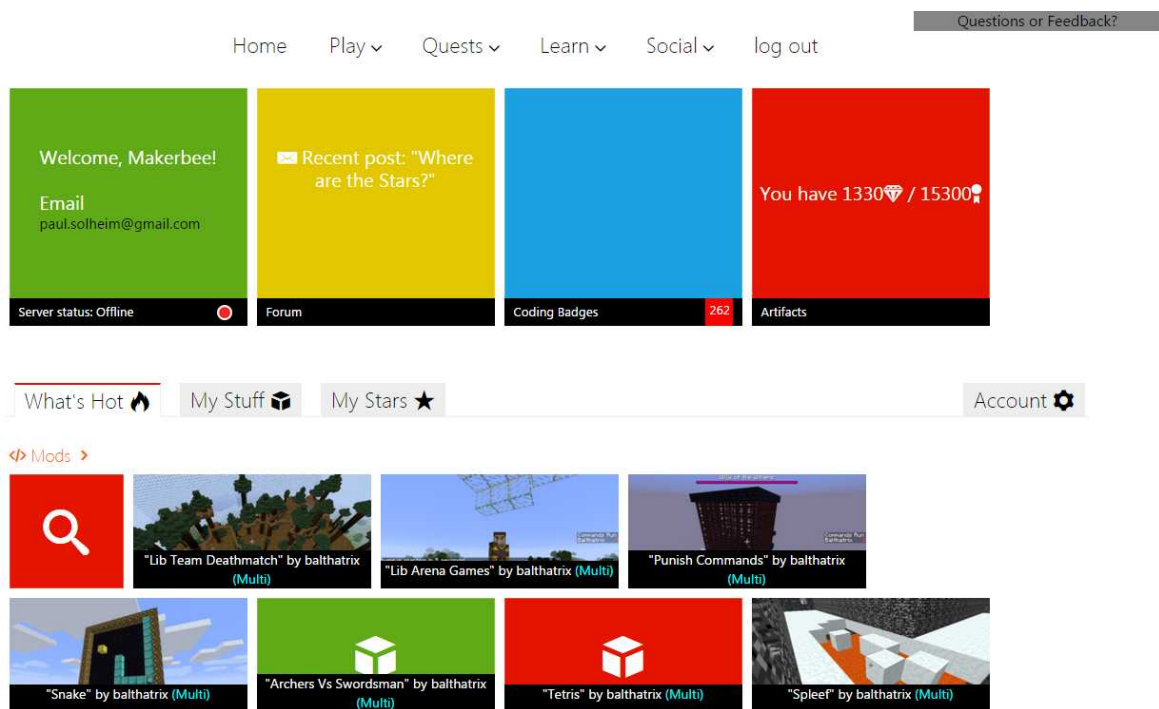 Questions or Feedback?
Home Play Quests Learn Social log out
Welcome, Makerbee!
Email
paul.solheim@gmail.com
Server status: Offline
Recent post: "Where
are the Stars?"
Forum
Coding Badges 262
You have 1330 / 15300
Artifacts
What's Hot My Stuff My Stars Account
</> Mods >
"Lib Team Deathmatch" by balthatrix
(Multi)
"Lib Arena Games" by balthatrix (Multi)
"Punish Commands" by balthatrix
(Multi)
"Snake" by balthatrix (Multi)
"Archers Vs Swordsman" by balthatrix
(Multi)
"Tetris" by balthatrix (Multi)
"Spleef" by balthatrix (Multi)